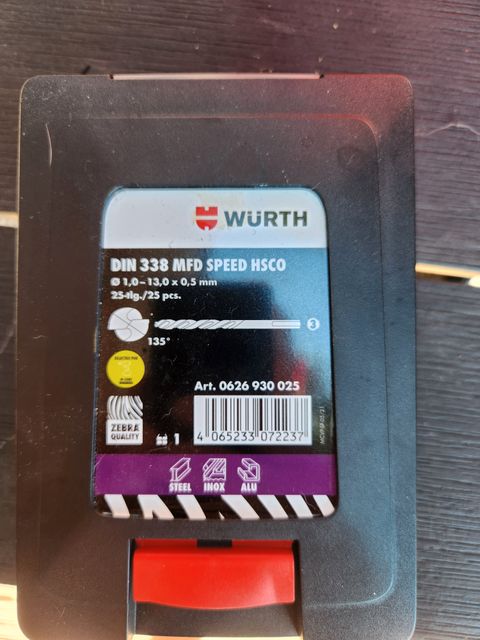 WÜRTH
DIN 338 MFD SPEED HSCO
Ø 1,0–13,0 x 0,5 mm
25-tlg./25 pcs.
3
135°
Art. 0626 930 025
ZEBRA
QUALITY
1
4 065233 072237
STEEL INOX ALU